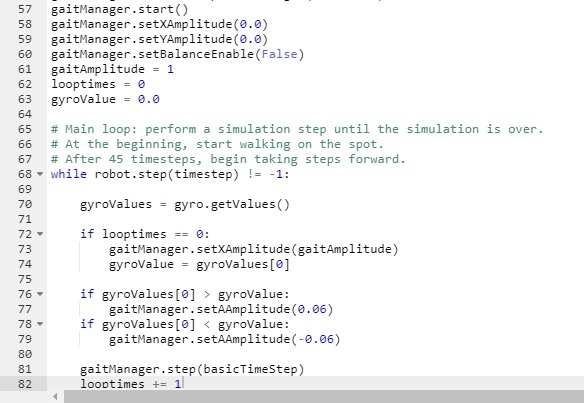 57 gaitManager.start()
58 gaitManager.setXAmplitude(0.0)
59 gaitManager.setYAmplitude(0.0)
60 gaitManager.setBalanceEnable(False)
61 gaitAmplitude = 1
62 looptimes = 0
63 gyroValue = 0.0
64
65 # Main loop: perform a simulation step until the simulation is over.
66 # At the beginning, start walking on the spot.
67 # After 45 timesteps, begin taking steps forward.
68 while robot.step(timestep) != -1:
69
70     gyroValues = gyro.getValues()
71
72     if looptimes == 0:
73         gaitManager.setXAmplitude(gaitAmplitude)
74         gyroValue = gyroValues[0]
75
76     if gyroValues[0] > gyroValue:
77         gaitManager.setAAmplitude(0.06)
78     if gyroValues[0] < gyroValue:
79         gaitManager.setAAmplitude(-0.06)
80
81     gaitManager.step(basicTimeStep)
82     looptimes += 1